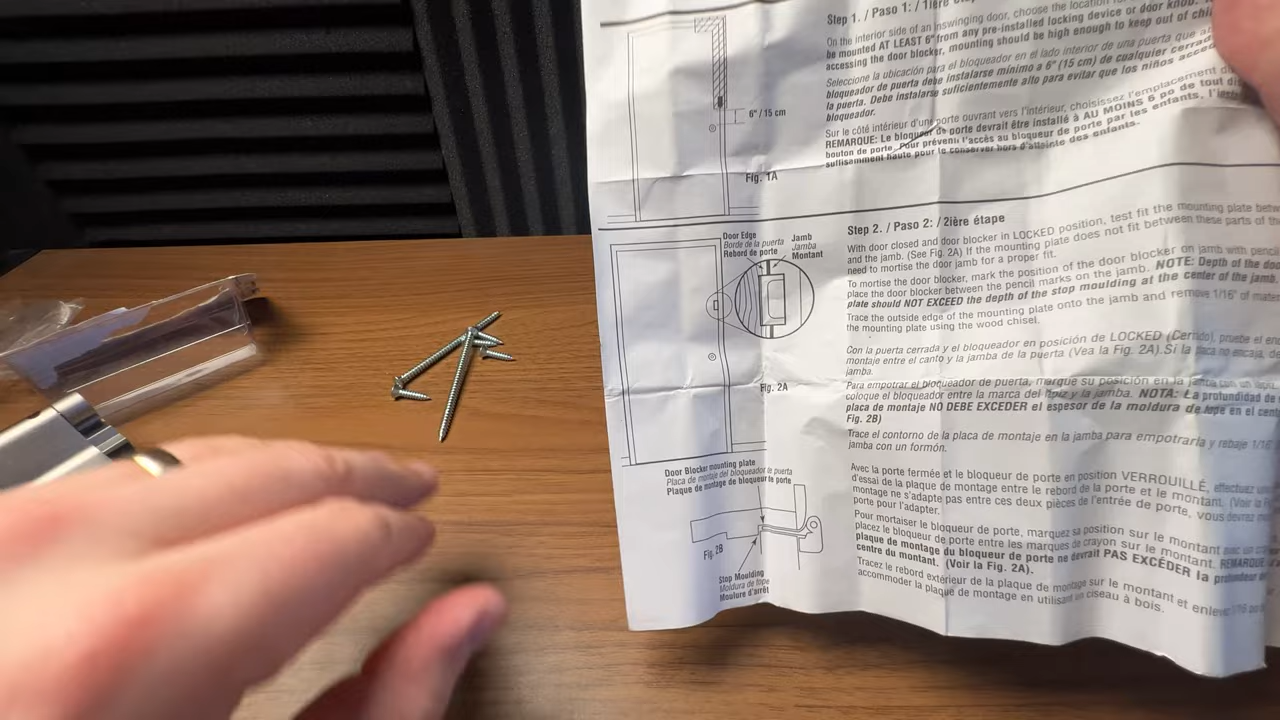 Step 1. / Paso 1: / 1ière
On the interior side of an inswinging door, choose the location
be mounted AT LEAST 6" from any pre-installed locking device or door knob.
accessing the door blocker, mounting should be high enough to keep out of
Seleccione la ubicación para el bloqueador en el lado interior de una puerta que
bloqueador de puerta debe instalarse mínimo a 6" (15 cm) de cualquier
la puerta. Debe instalarse suficientemente alto para evitar que los niños
bloqueador.
Sur le côté intérieur d'une porte ouvrant vers l'intérieur, choisissez l'emplacement
REMARQUE: Le bloqueur de porte devrait être installé à AU MOINS 6 po de tout
bouton de porte. Pour prévenir l'accès au bloqueur de porte par les enfants,
suffisamment haute pour le conserver hors d'atteinte des enfants.
6" / 15 cm
Fig. 1A
Step 2. / Paso 2: / 2ière étape
With door closed and door blocker in LOCKED position, test fit the mounting plate
and the jamb. (See Fig. 2A) If the mounting plate does not fit between these parts of
need to mortise the door jamb for a proper fit.
To mortise the door blocker, mark the position of the door blocker on jamb with
place the door blocker between the pencil marks on the jamb. NOTE: Depth of the
plate should NOT EXCEED the depth of the stop moulding at the center of the jamb.
Trace the outside edge of the mounting plate onto the jamb and remove 1/16" of
the mounting plate using the wood chisel.
Con la puerta cerrada y el bloqueador en posición de LOCKED (Cerrido), pruebe el
montaje entre el canto y la jamba de la puerta (Vea la Fig. 2A). Si la placa no encaja,
jamba.
Para empotrar el bloqueador de puerta, marque su posición en la jamba con un
coloque el bloqueador entre la marca del lápiz y la jamba. NOTA: La profundidad de
placa de montaje NO DEBE EXCEDER el espesor de la moldura de tope en el
Fig. 2B)
Trace el contorno de la placa de montaje en la jamba para empotrarla y rebaje 1/16"
jamba con un formón.
Avec la porte fermée et le bloqueur de porte en position VERROUILLÉ, effectuez
d'essai de la plaque de montage entre le rebord de la porte et le montant. (Voir la
montage ne s'adapte pas entre ces deux pièces de l'entrée de porte, vous
porte pour l'adapter.
Pour mortaiser le bloqueur de porte, marquez sa position sur le montant
placez le bloqueur de porte entre les marques de crayon sur le montant. REMARQUE
plaque de montage du bloqueur de porte ne devrait PAS EXCÉDER la profondeur
centre du montant. (Voir la Fig. 2A).
Tracez le rebord extérieur de la plaque de montage sur le montant et enlevez 1/16
accommoder la plaque de montage en utilisant un ciseau à bois.
Door Edge
Borde de la puerta
Rebord de porte
Jamb
Jamba
Montant
Fig. 2A
Door Blocker mounting plate
Placa de montaje del bloqueador de puerta
Plaque de montage de bloqueur de porte
Fig. 2B
Stop Moulding
Moldura de tope
Moulure d'arrêt